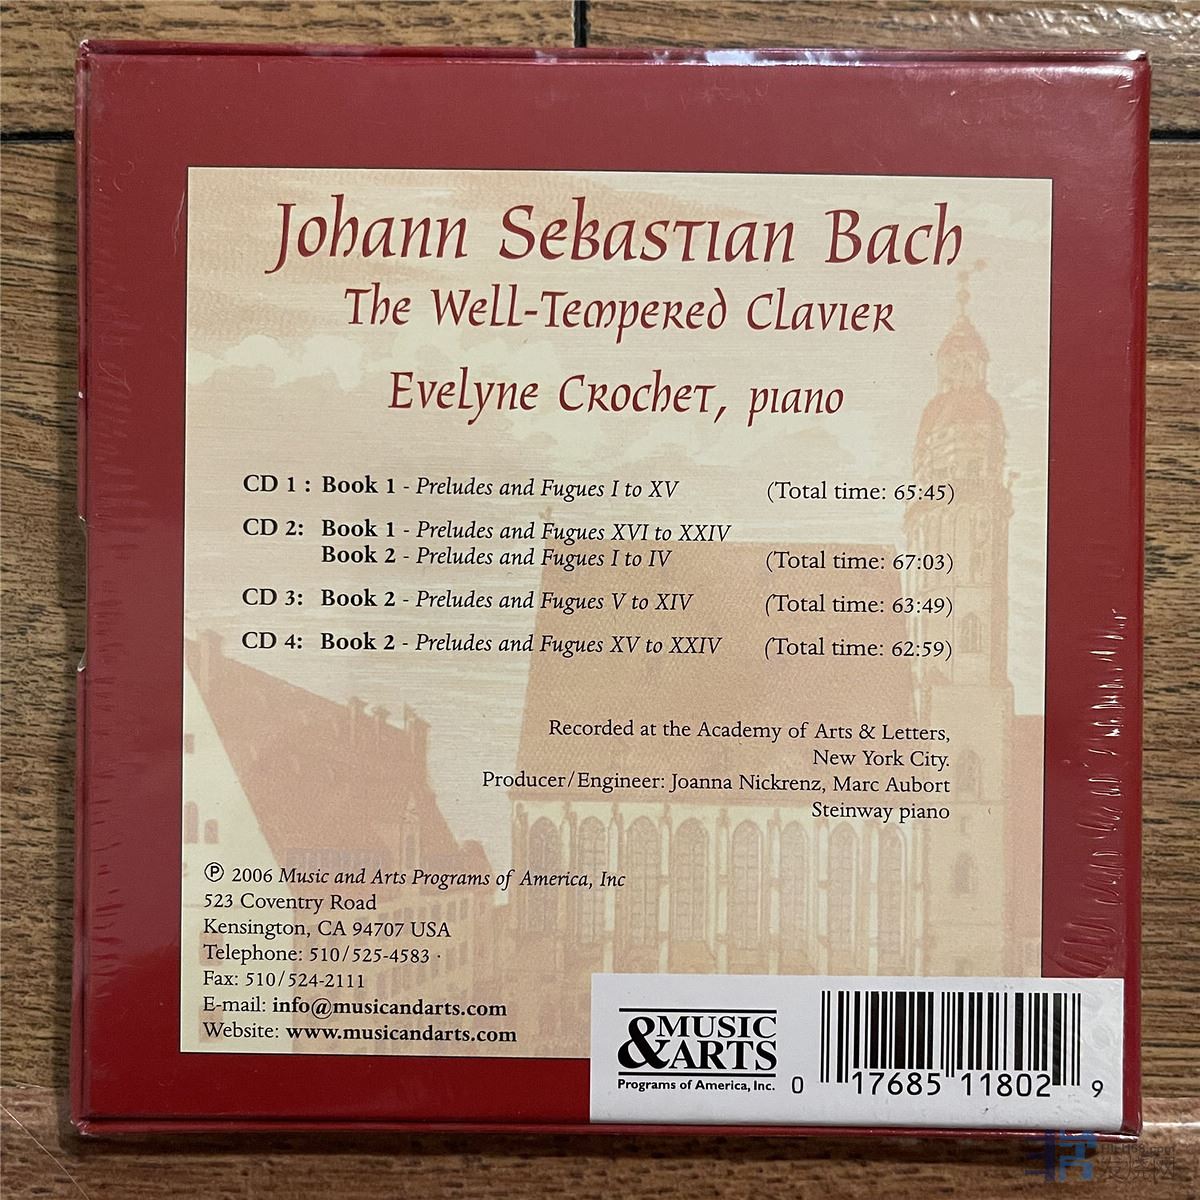 Johann Sebastian Bach
The Well-Tempered Clavier
Evelyne Crochet, piano
CD 1 : Book 1 - Preludes and Fugues I to XV (Total time: 65:45)
CD 2: Book 1 - Preludes and Fugues XVI to XXIV
Book 2 - Preludes and Fugues I to IV (Total time: 67:03)
CD 3: Book 2 - Preludes and Fugues V to XIV (Total time: 63:49)
CD 4: Book 2 - Preludes and Fugues XV to XXIV (Total time: 62:59)
Recorded at the Academy of Arts & Letters,
New York City.
Producer/Engineer: Joanna Nickrenz, Marc Aubort
Steinway piano
℗ 2006 Music and Arts Programs of America, Inc
523 Coventry Road
Kensington, CA 94707 USA
Telephone: 510/525-4583 ·
Fax: 510/524-2111
E-mail: info@musicandarts.com
Website: www.musicandarts.com
MUSIC
&ARTS
Programs of America, Inc.
0 17685 11802 9
发烧网